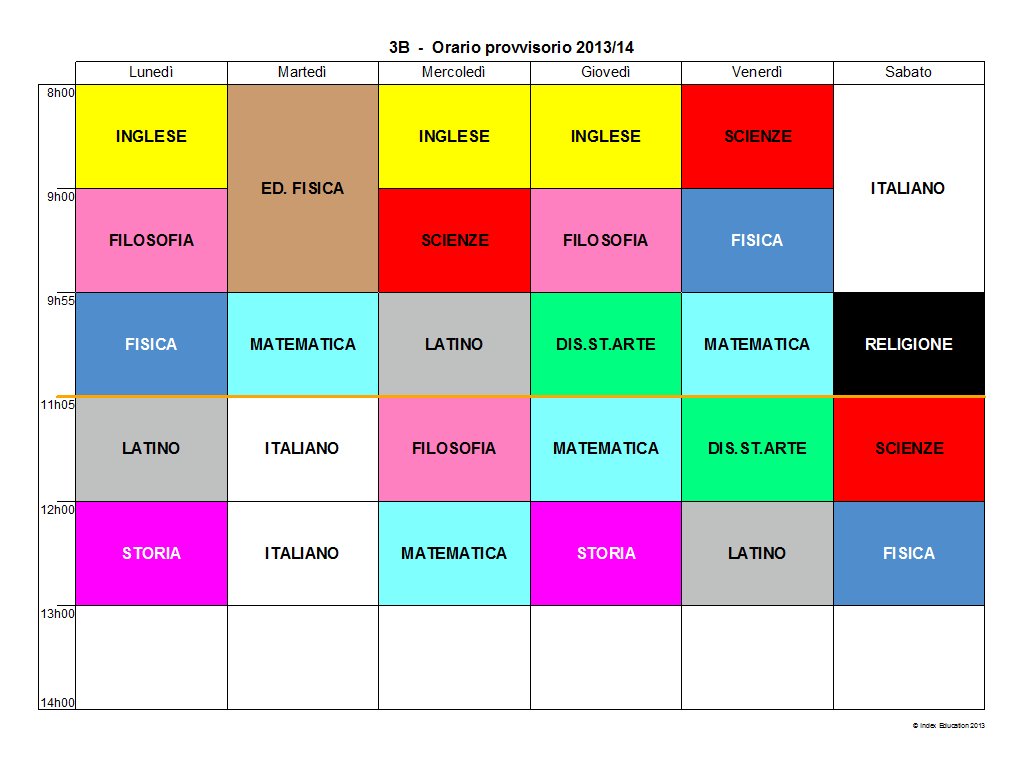 3B - Orario provvisorio 2013/14
Lunedì Martedì Mercoledì Giovedì Venerdì Sabato
8h00
INGLESE INGLESE INGLESE SCIENZE
ED. FISICA ITALIANO
9h00
FILOSOFIA SCIENZE FILOSOFIA FISICA
9h55
FISICA MATEMATICA LATINO DIS.ST.ARTE MATEMATICA RELIGIONE
11h05
LATINO ITALIANO FILOSOFIA MATEMATICA DIS.ST.ARTE SCIENZE
12h00
STORIA ITALIANO MATEMATICA STORIA LATINO FISICA
13h00
14h00
© Index Education 2013